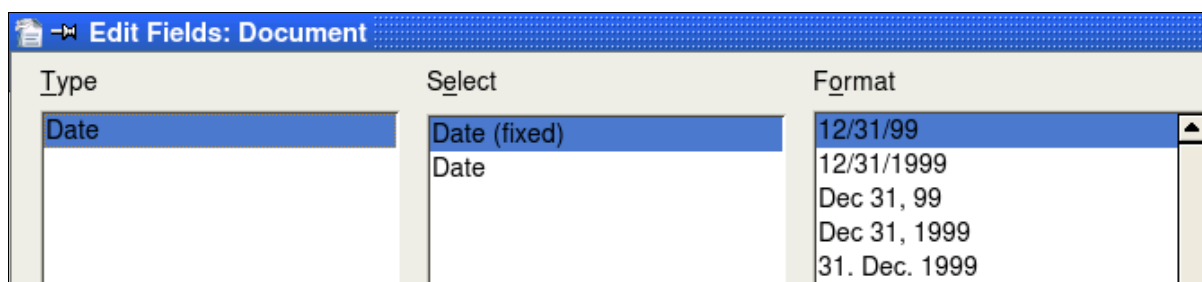 Edit Fields: Document
Type
Select
Format
Date
Date (fixed)
Date
12/31/99
12/31/1999
Dec 31, 99
Dec 31, 1999
31. Dec. 1999